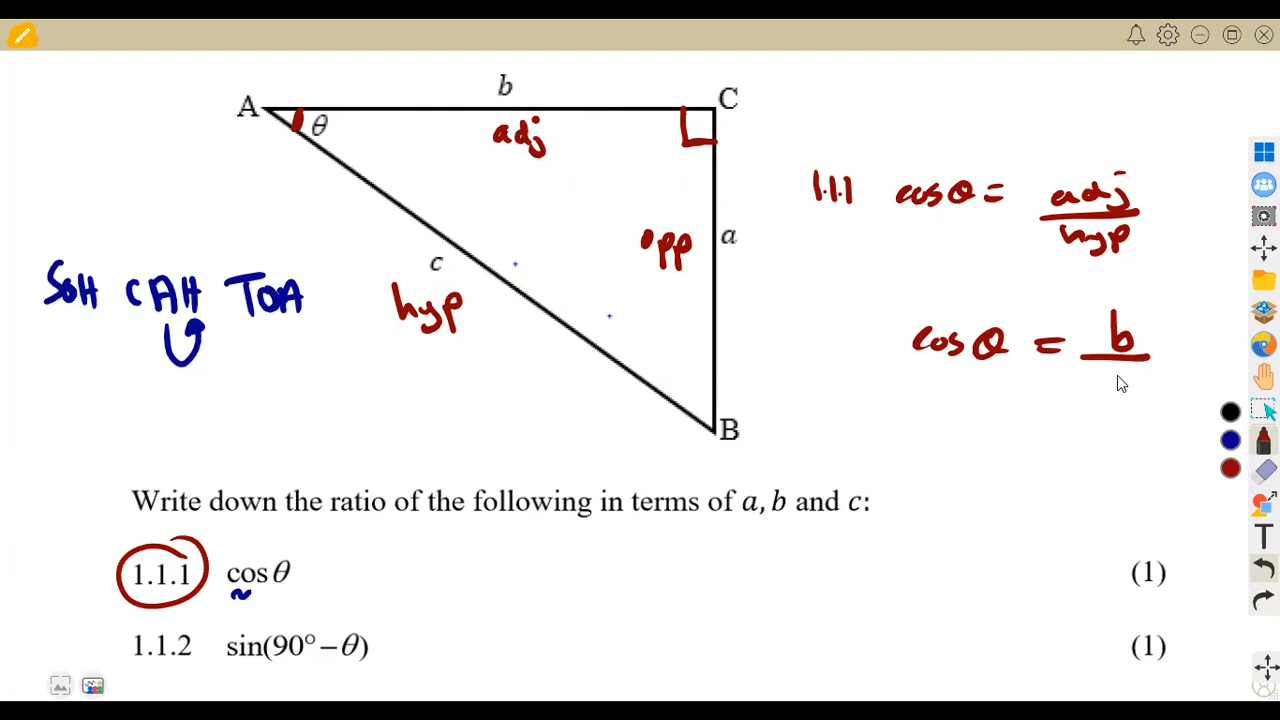 b
A
C
θ
adj
1.1.1 cosθ = adj
hyp
opp
a
c
SOH CAH TOA
hyp
cosθ = b
B
Write down the ratio of the following in terms of a, b and c:
1.1.1 cosθ (1)
1.1.2 sin(90° – θ) (1)
T